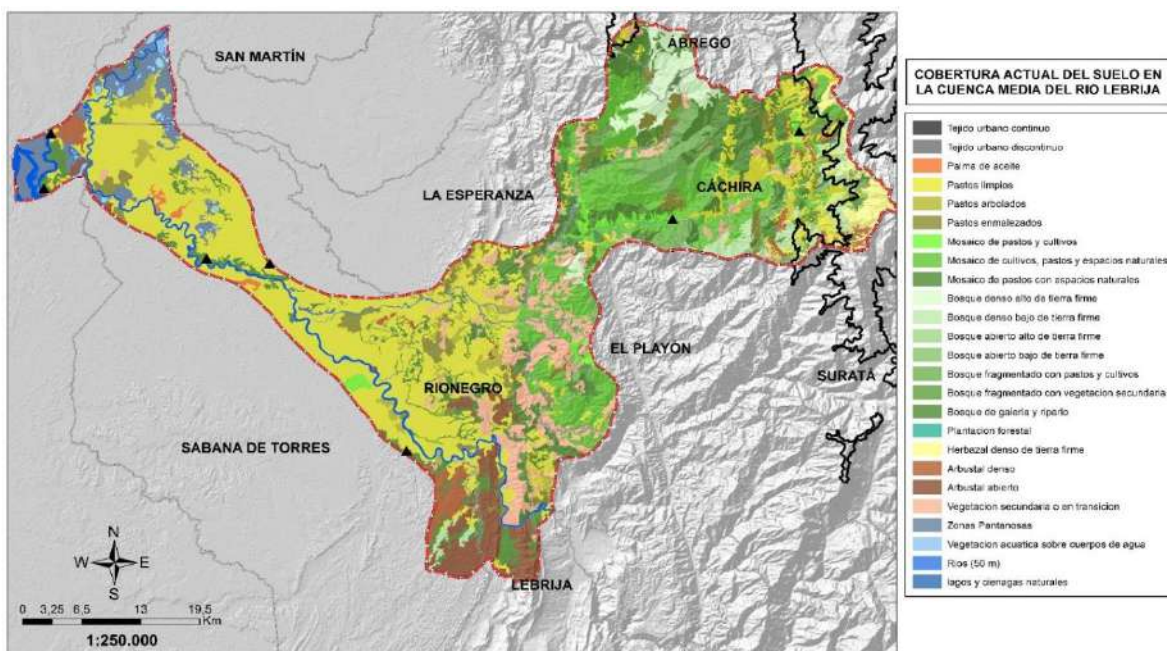 SAN MARTÍN
ÁBREGO
LA ESPERANZA
CÁCHIRA
EL PLAYÓN
SURATÁ
RIONEGRO
SABANA DE TORRES
LEBRIJA
N
W E
S
0 3,25 6,5 13 19,5
Km
1:250.000
COBERTURA ACTUAL DEL SUELO EN
LA CUENCA MEDIA DEL RIO LEBRIJA
Tejido urbano continuo
Tejido urbano discontinuo
Palma de aceite
Pastos limpios
Pastos arbolados
Pastos enmalezados
Mosaico de pastos y cultivos
Mosaico de cultivos, pastos y espacios naturales
Mosaico de pastos con espacios naturales
Bosque denso alto de tierra firme
Bosque denso bajo de tierra firme
Bosque abierto alto de tierra firme
Bosque abierto bajo de tierra firme
Bosque fragmentado con pastos y cultivos
Bosque fragmentado con vegetacion secundaria
Bosque de galeria y ripario
Plantacion forestal
Herbazal denso de tierra firme
Arbustal denso
Arbustal abierto
Vegetacion secundaria o en transicion
Zonas Pantanosas
Vegetacion acuatica sobre cuerpos de agua
Rios (50 m)
lagos y cienagas naturales